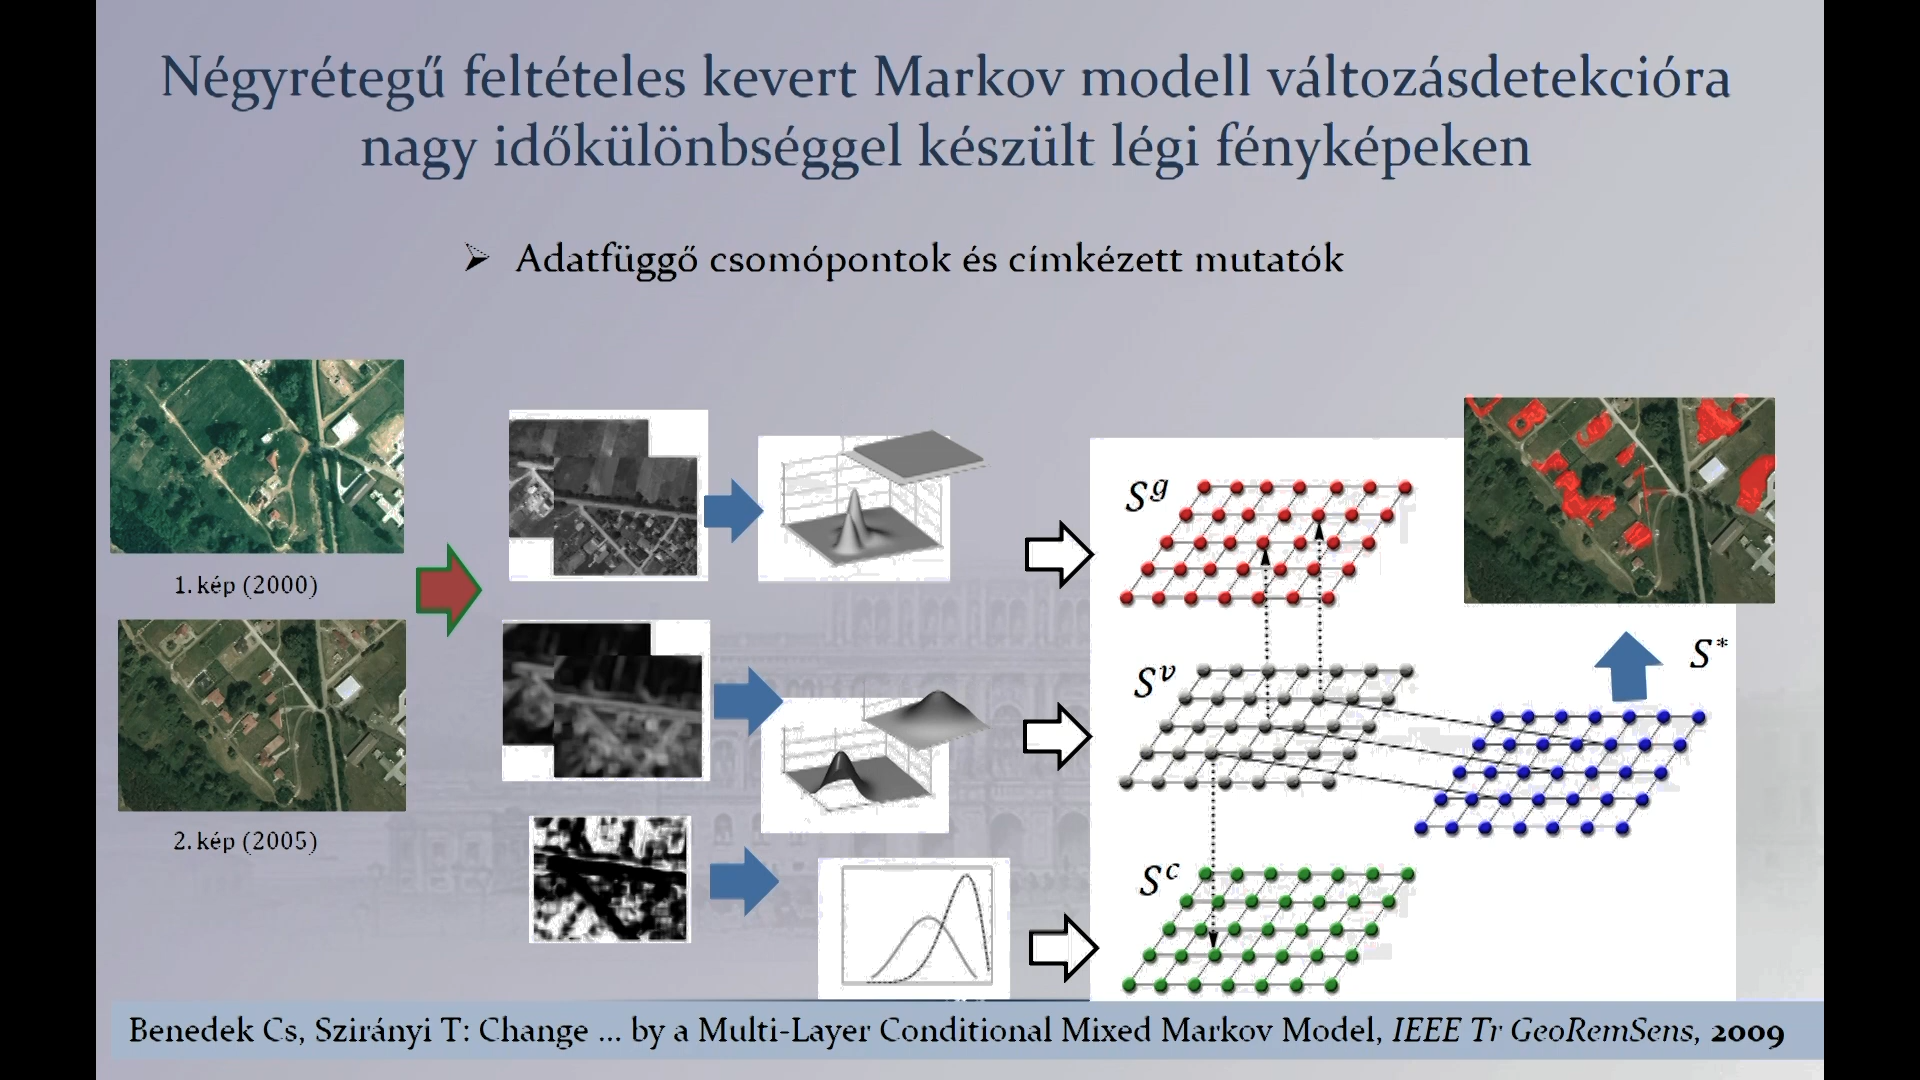 Négyrétegű feltételes kevert Markov modell változásdetekcióra
nagy időkülönbséggel készült légi fényképeken
➢ Adatfüggő csomópontok és címkézett mutatók
1. kép (2000)
2. kép (2005)
S^g
S^v
S^c
S^*
Benedek Cs, Szirányi T: Change ... by a Multi-Layer Conditional Mixed Markov Model, IEEE Tr GeoRemSens, 2009